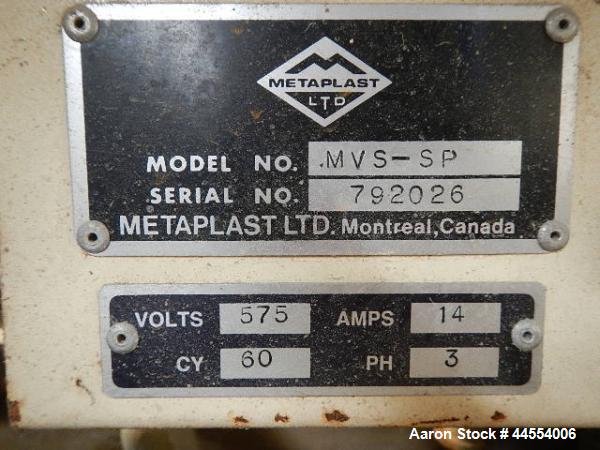 METAPLAST
LTD
MODEL NO. MVS-SP
SERIAL NO. 792026
METAPLAST LTD. Montreal, Canada
VOLTS 575 AMPS 14
CY 60 PH 3
Aaron Stock # 44554006